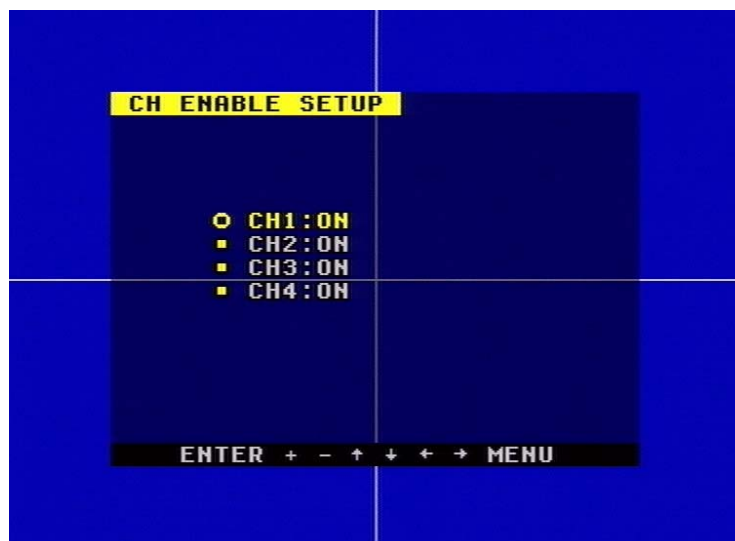 CH ENABLE SETUP
CH1:ON
CH2:ON
CH3:ON
CH4:ON
ENTER + - ↑ ↓ ← → MENU